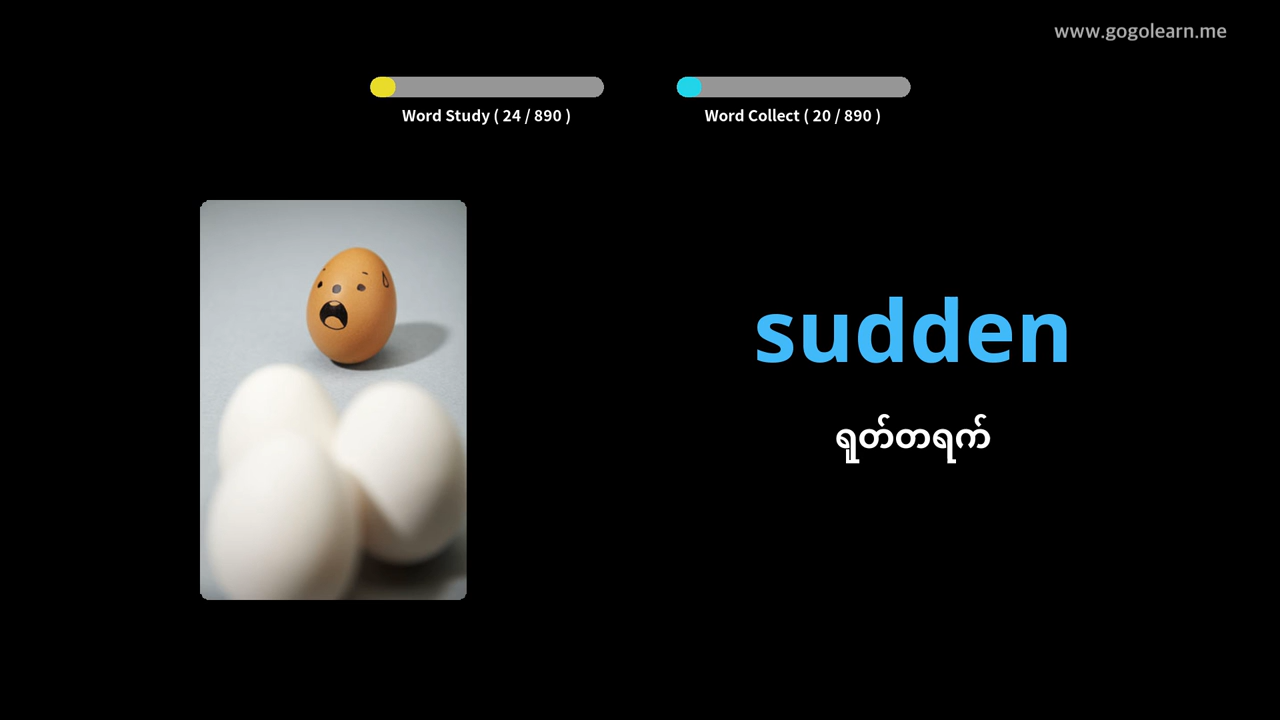 www.gogolearn.me
Word Study ( 24 / 890 )
Word Collect ( 20 / 890 )
sudden
ရုတ်တရက်